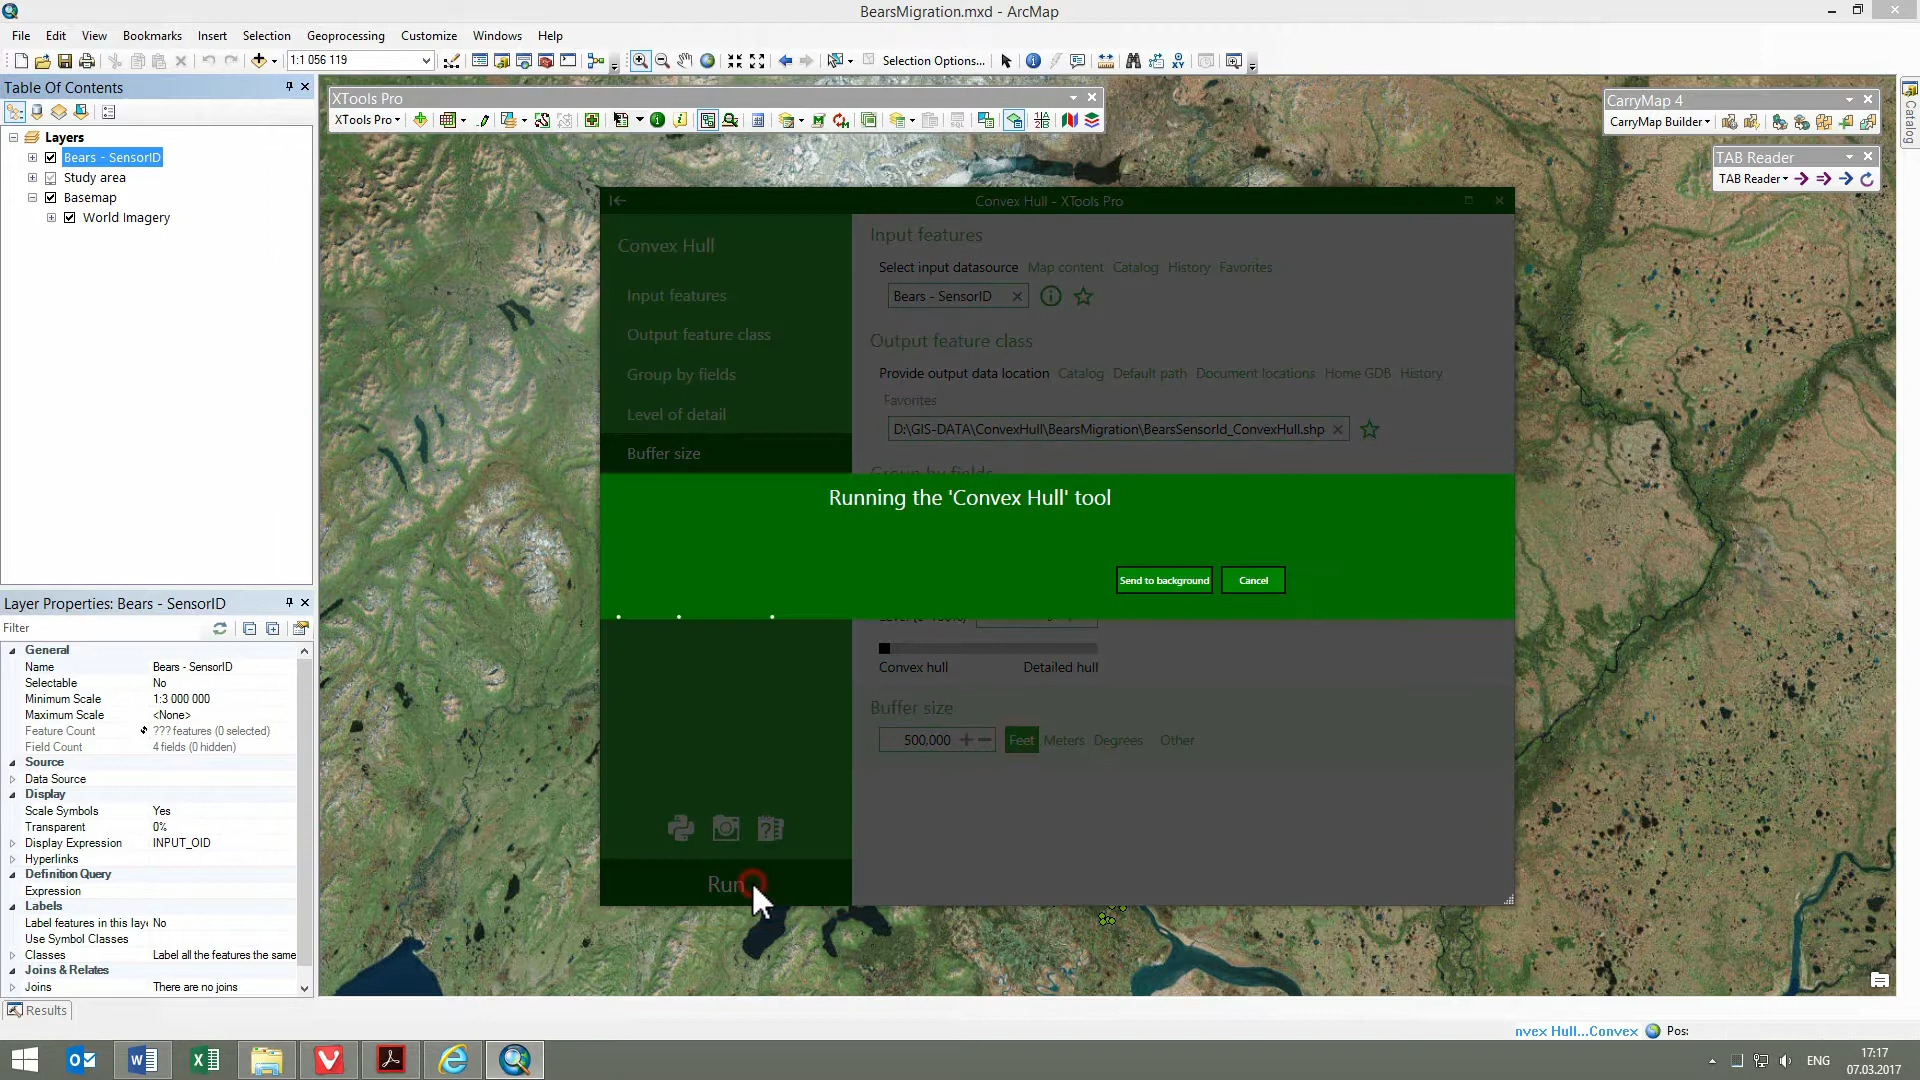 BearsMigration.mxd - ArcMap
File Edit View Bookmarks Insert Selection Geoprocessing Customize Windows Help
1:1 056 119
Selection Options...
Table Of Contents
Layers
Bears - SensorID
Study area
Basemap
World Imagery
XTools Pro
XTools Pro
CarryMap 4
CarryMap Builder
TAB Reader
TAB Reader
Catalog
Convex Hull - XTools Pro
Convex Hull
Input features
Output feature class
Group by fields
Level of detail
Buffer size
Run
Input features
Select input datasource Map content Catalog History Favorites
Bears - SensorID
Output feature class
Provide output data location Catalog Default path Document locations Home GDB History
Favorites
D:\GIS-DATA\ConvexHull\BearsMigration\BearsSensorId_ConvexHull.shp
Group by fields
Running the 'Convex Hull' tool
Send to background Cancel
Convex hull Detailed hull
Buffer size
500,000 Feet Meters Degrees Other
Layer Properties: Bears - SensorID
Filter
General
Name Bears - SensorID
Selectable No
Minimum Scale 1:3 000 000
Maximum Scale <None>
Feature Count ??? features (0 selected)
Field Count 4 fields (0 hidden)
Source
Data Source
Display
Scale Symbols Yes
Transparent 0%
Display Expression INPUT_OID
Hyperlinks
Definition Query
Expression
Labels
Label features in this laye No
Use Symbol Classes
Classes Label all the features the same
Joins & Relates
Joins There are no joins
Results
nvex Hull...Convex Pos:
ENG
17:17
07.03.2017